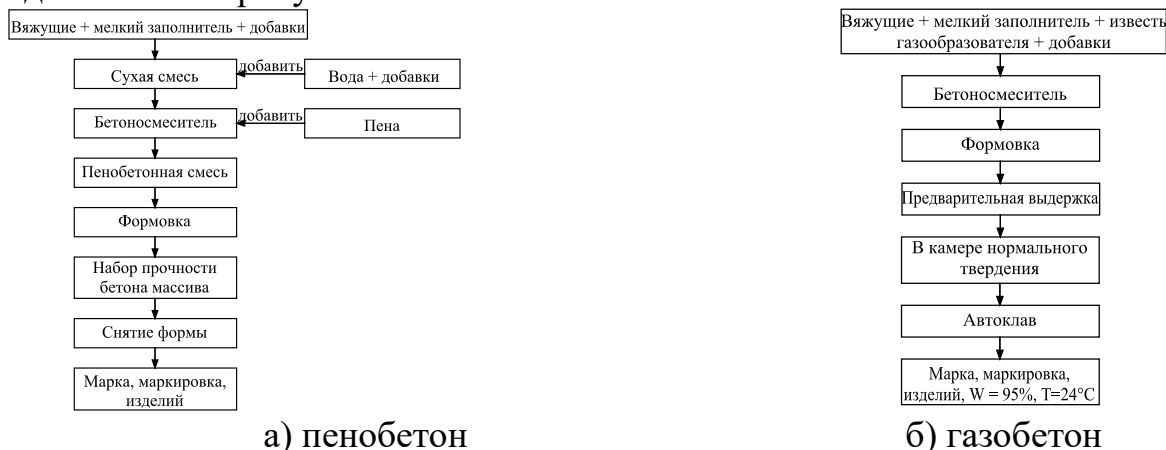 Вяжущие + мелкий заполнитель + добавки
Сухая смесь
добавить
Вода + добавки
Бетоносмеситель
добавить
Пена
Пенобетонная смесь
Формовка
Набор прочности
бетона массива
Снятие формы
Марка, маркировка,
изделий
а) пенобетон
Вяжущие + мелкий заполнитель + известь
газообразователя + добавки
Бетоносмеситель
Формовка
Предварительная выдержка
В камере нормального
твердения
Автоклав
Марка, маркировка,
изделий, W = 95%, T=24°C
б) газобетон